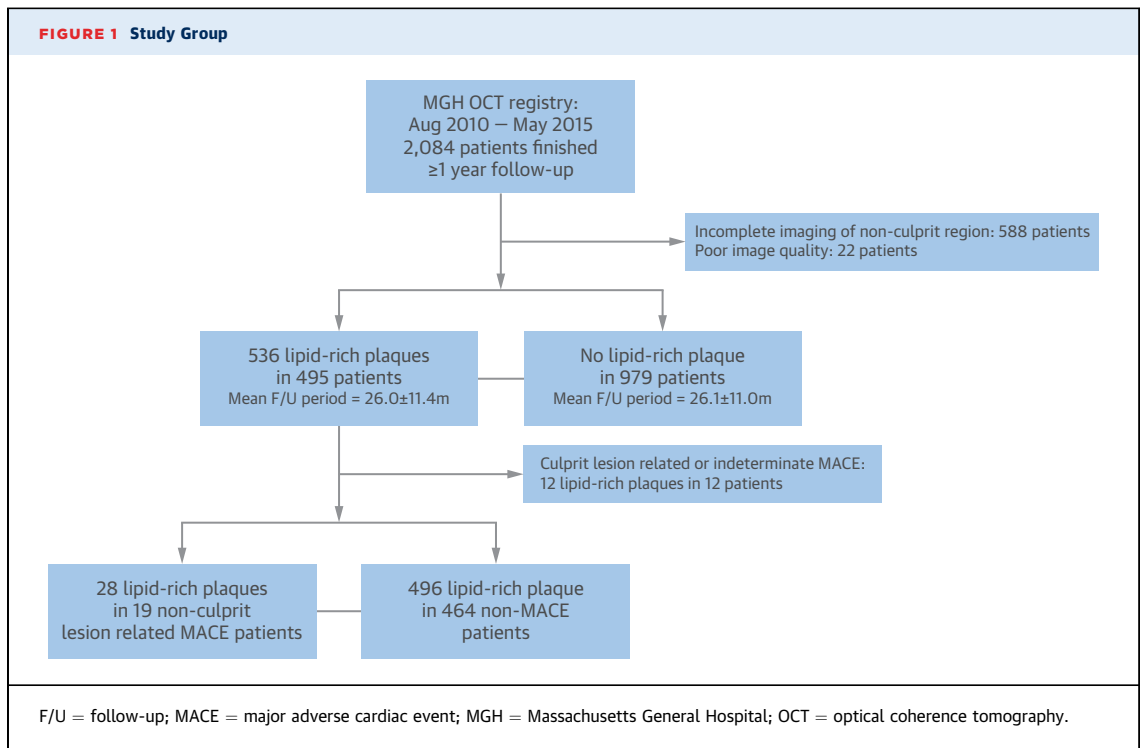 FIGURE 1 Study Group
MGH OCT registry:
Aug 2010 – May 2015
2,084 patients finished
≥1 year follow-up
Incomplete imaging of non-culprit region: 588 patients
Poor image quality: 22 patients
536 lipid-rich plaques
in 495 patients
Mean F/U period = 26.0±11.4m
No lipid-rich plaque
in 979 patients
Mean F/U period = 26.1±11.0m
Culprit lesion related or indeterminate MACE:
12 lipid-rich plaques in 12 patients
28 lipid-rich plaques
in 19 non-culprit
lesion related MACE patients
496 lipid-rich plaque
in 464 non-MACE
patients
F/U = follow-up; MACE = major adverse cardiac event; MGH = Massachusetts General Hospital; OCT = optical coherence tomography.